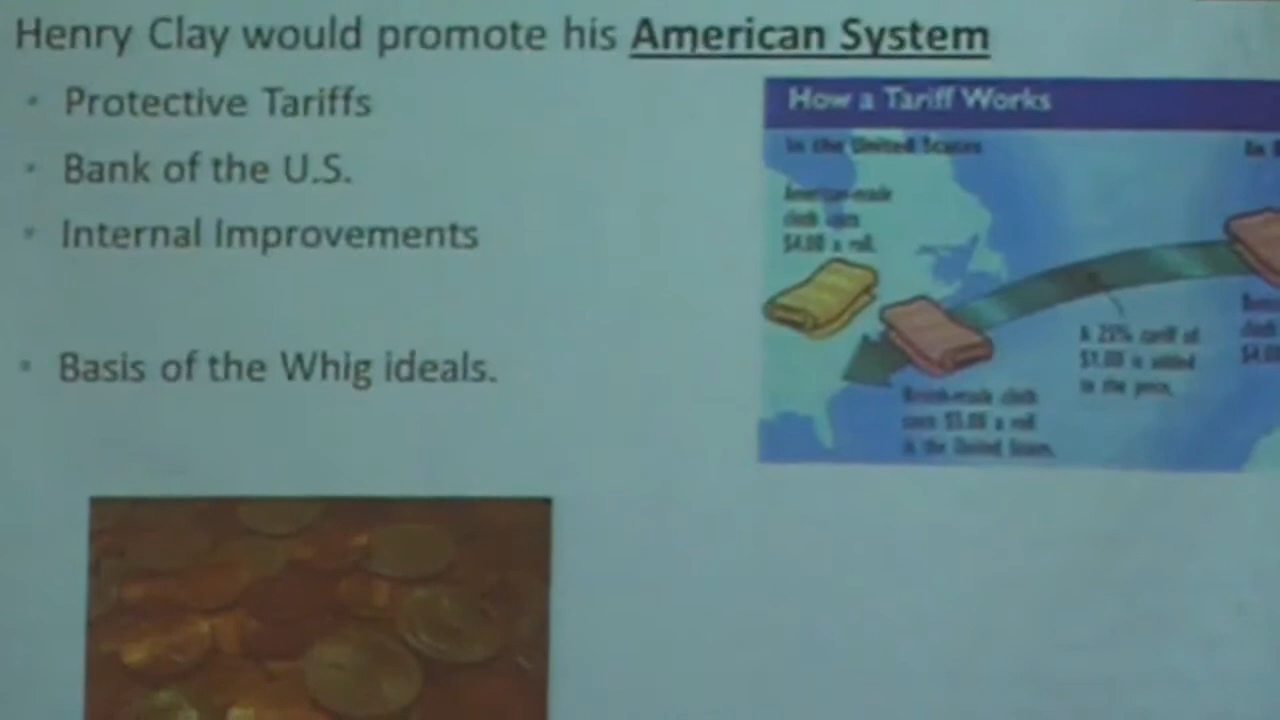 Henry Clay would promote his American System
• Protective Tariffs
• Bank of the U.S.
• Internal Improvements
• Basis of the Whig ideals.
How a Tariff Works
In the United States
American-made
cloth costs
$4.00 a roll.
A 25% tariff of
$1.00 is added
to the price.
British-made cloth
costs $5.00 a roll
in the United States.